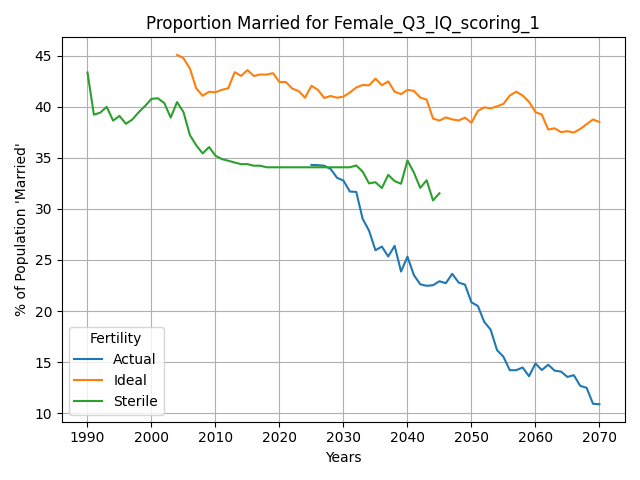 Proportion Married for Female_Q3_IQ_scoring_1
% of Population 'Married'
45
40
35
30
25
20
15
10
Fertility
Actual
Ideal
Sterile
1990 2000 2010 2020 2030 2040 2050 2060 2070
Years